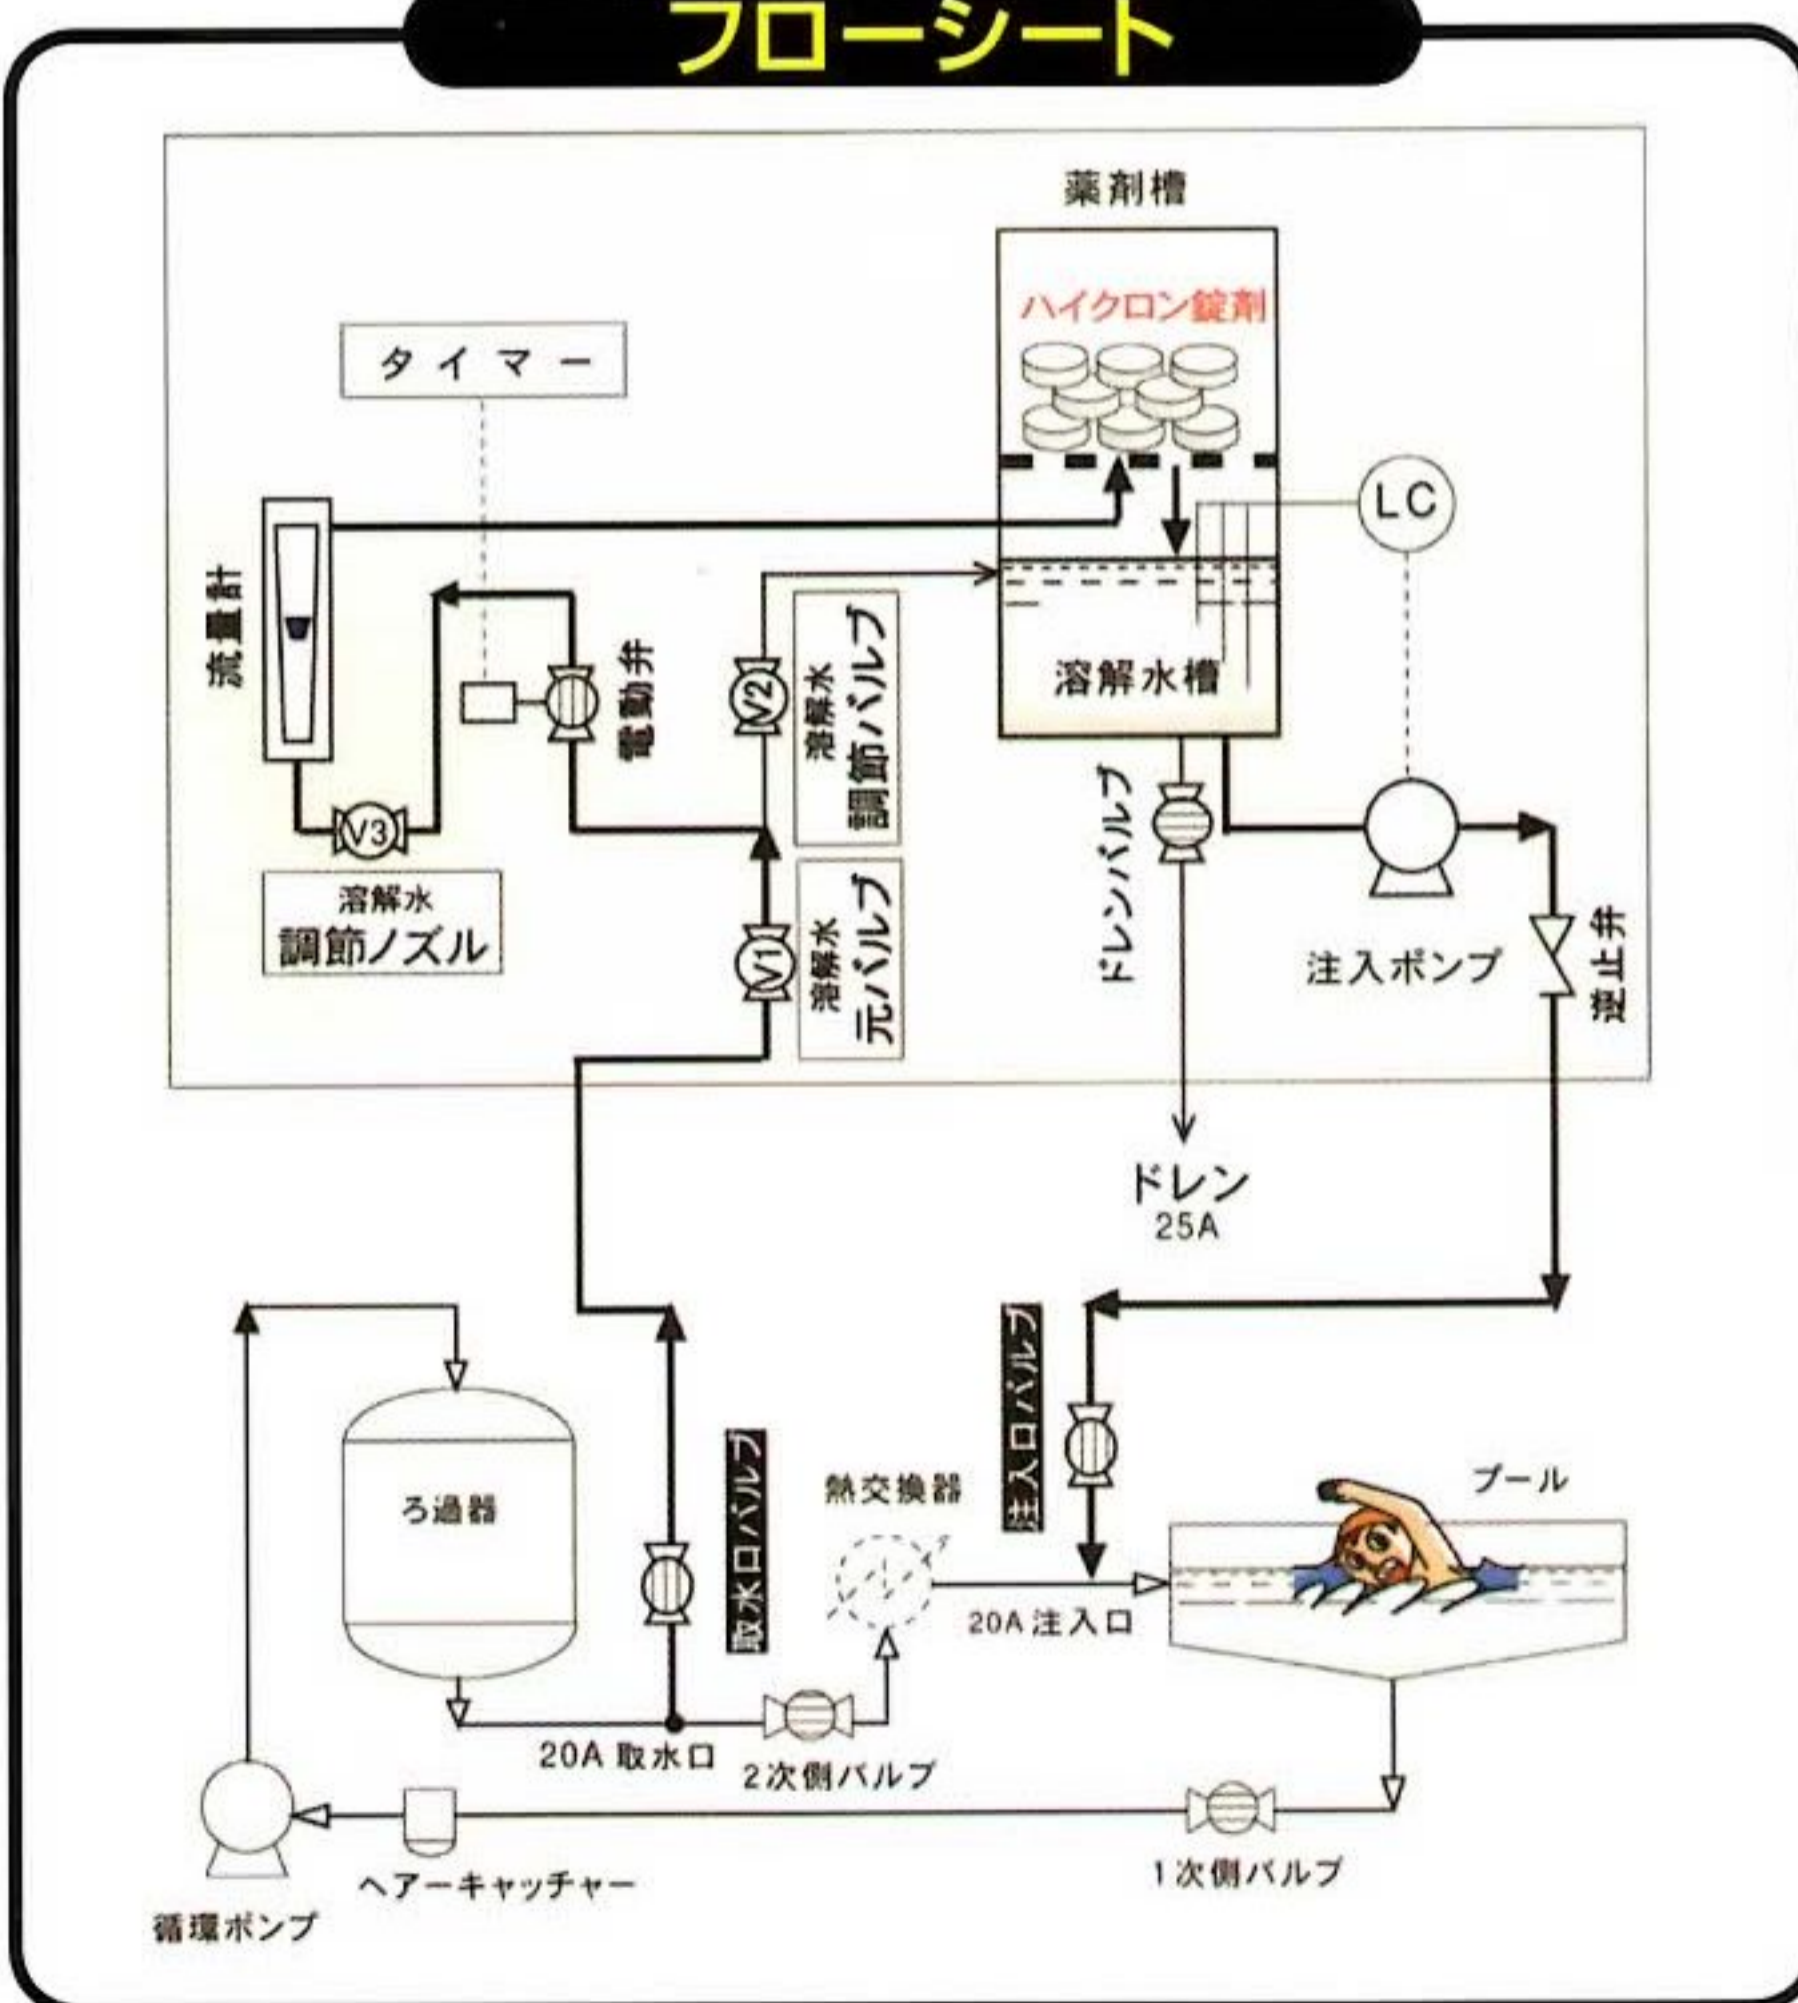 フローシート
薬剤槽
ハイクロン錠剤
タイマー
LC
流量計
電動弁
V2
溶解水
調節バルブ
溶解水槽
V3
溶解水
調節ノズル
V1
溶解水
元バルブ
ドレンバルブ
注入ポンプ
逆止弁
ドレン
25A
注入口バルブ
取水口バルブ
ろ過器
熱交換器
プール
20A 注入口
20A 取水口
2次側バルブ
1次側バルブ
ヘアーキャッチャー
循環ポンプ